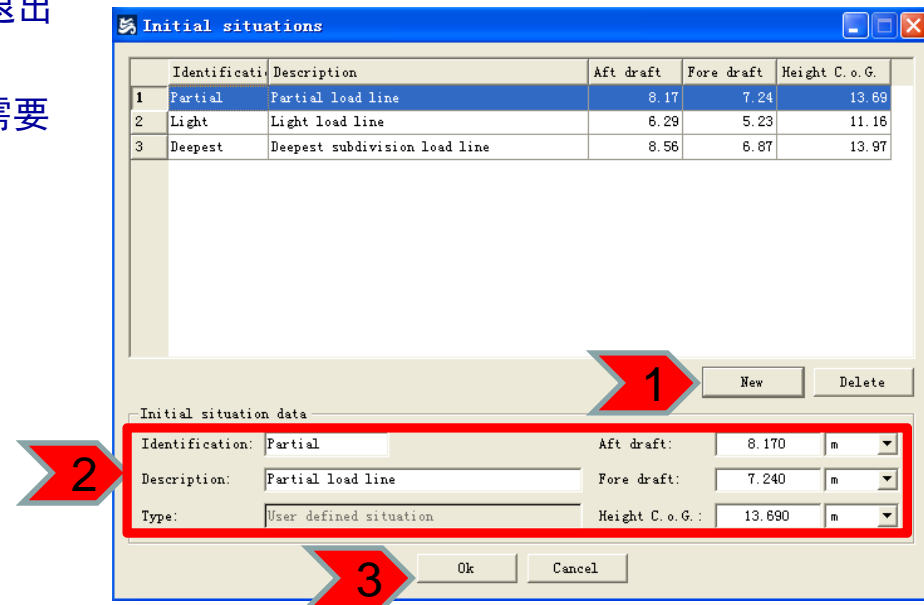 退出
需要
Initial situations
Identificati Description Aft draft Fore draft Height C.o.G.
1 Partial Partial load line 8.17 7.24 13.69
2 Light Light load line 6.29 5.23 11.16
3 Deepest Deepest subdivision load line 8.56 6.87 13.97
1 New Delete
Initial situation data
Identification: Partial Aft draft: 8.170 m
2 Description: Partial load line Fore draft: 7.240 m
Type: User defined situation Height C.o.G.: 13.690 m
3 Ok Cancel